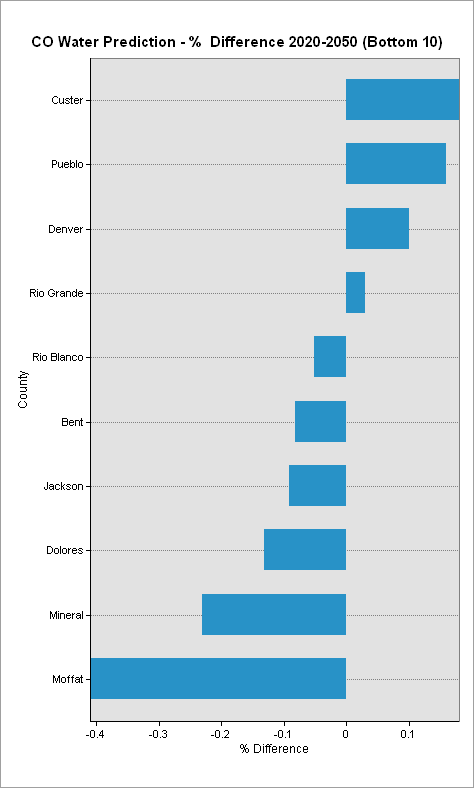 CO Water Prediction - %  Difference 2020-2050 (Bottom 10)
Custer
Pueblo
Denver
Rio Grande
Rio Blanco
County
Bent
Jackson
Dolores
Mineral
Moffat
-0.4 -0.3 -0.2 -0.1 0 0.1
% Difference